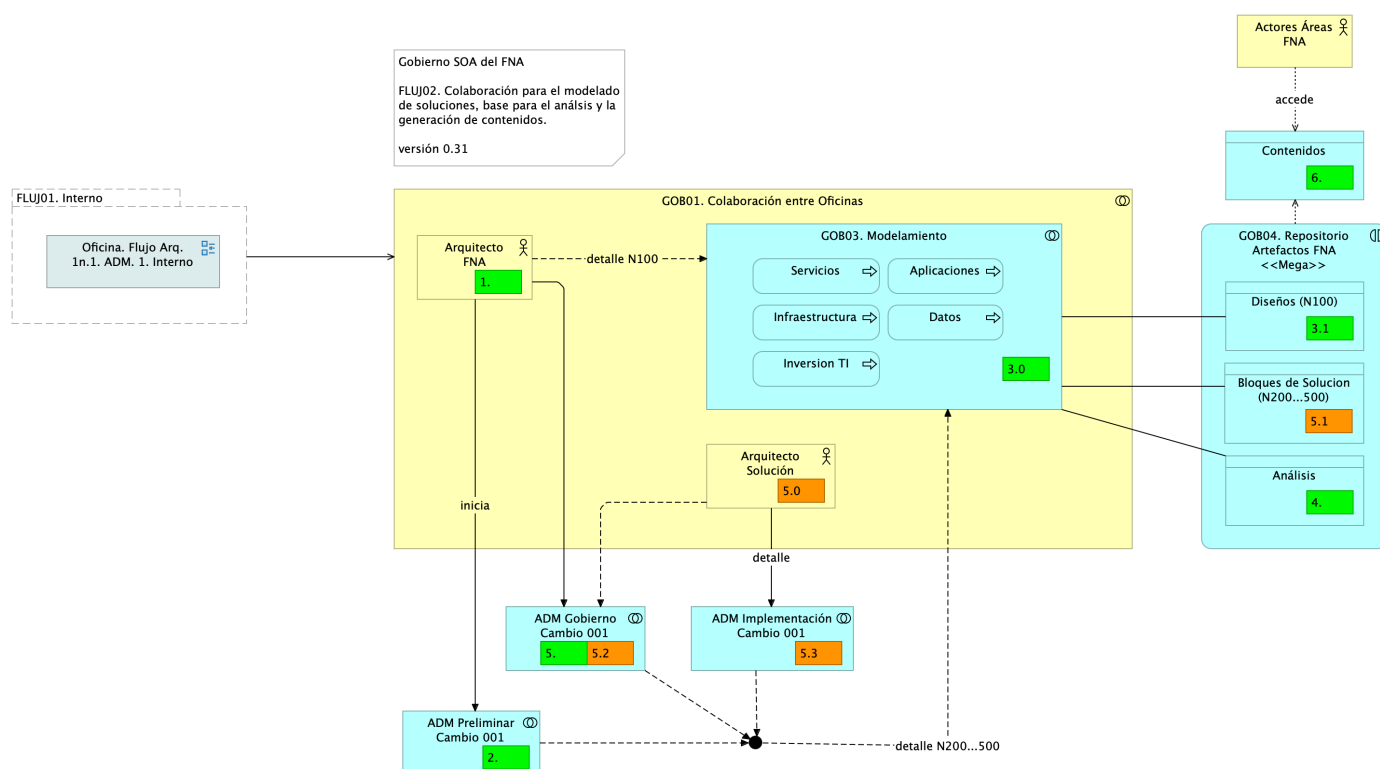 Actores Áreas
FNA
accede
Contenidos
6.
Gobierno SOA del FNA
FLUJ02. Colaboración para el modelado
de soluciones, base para el análsis y la
generación de contenidos.
versión 0.31
FLUJ01. Interno
Oficina. Flujo Arq.
1n.1. ADM. 1. Interno
GOB01. Colaboración entre Oficinas
Arquitecto
FNA
1.
detalle N100
GOB03. Modelamiento
Servicios
Aplicaciones
Infraestructura
Datos
Inversion TI
3.0
GOB04. Repositorio
Artefactos FNA
<<Mega>>
Diseños (N100)
3.1
Bloques de Solucion
(N200...500)
5.1
Análisis
4.
Arquitecto
Solución
5.0
inicia
detalle
ADM Gobierno
Cambio 001
5.
5.2
ADM Implementación
Cambio 001
5.3
ADM Preliminar
Cambio 001
2.
detalle N200...500